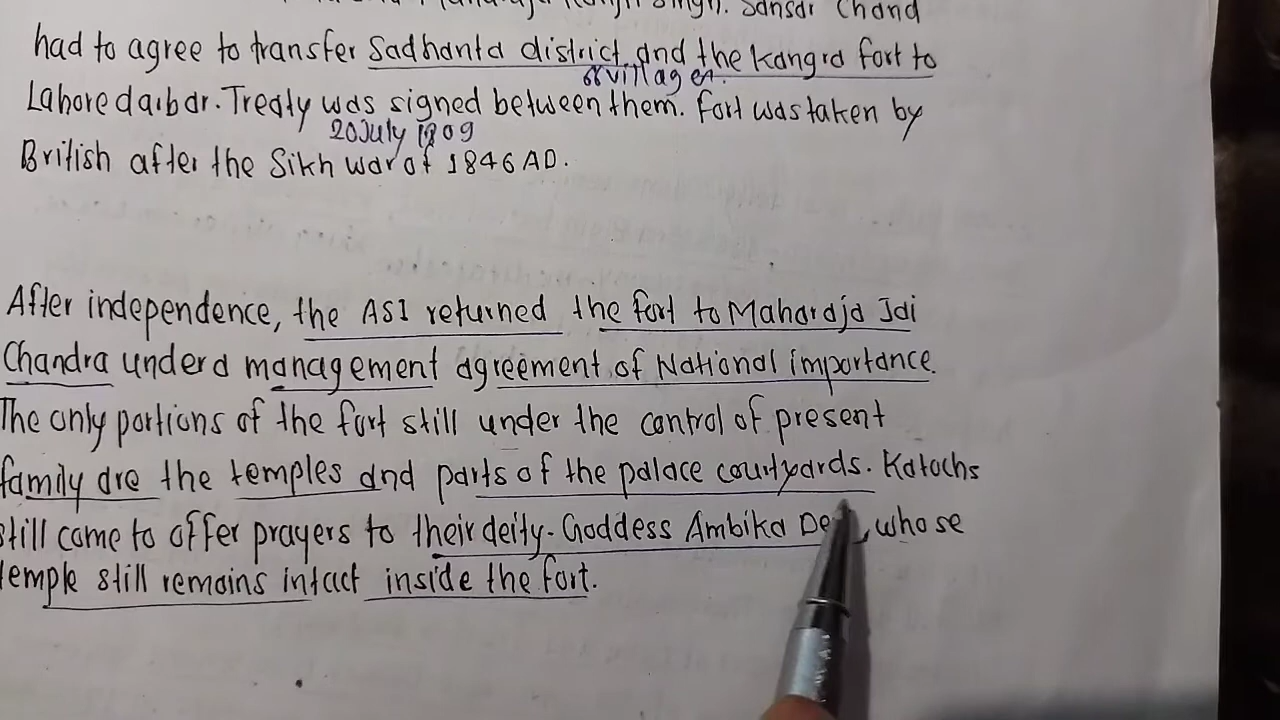 Singh. Sansar Chand
had to agree to transfer Sadhanta district and the Kangra fort to
68 villages.
Lahore darbar. Treaty was signed between them. Fort was taken by
20 July 1809
British after the Sikh war of 1846 AD.
After independence, the ASI returned the fort to Maharaja Jai
Chandra under a management agreement of National importance.
The only portions of the fort still under the control of present
family are the temples and parts of the palace courtyards. Katochs
still come to offer prayers to their deity - Goddess Ambika , whose
temple still remains intact inside the fort.